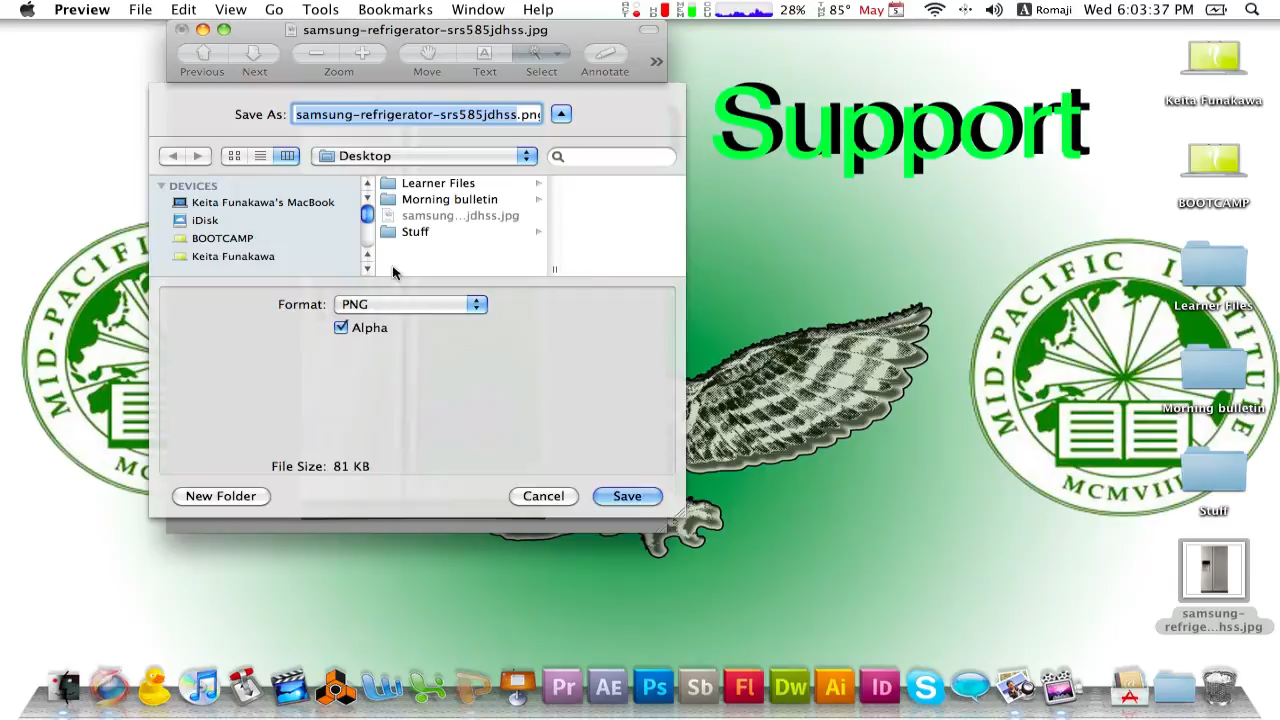 Preview File Edit View Go Tools Bookmarks Window Help 28% 85° May 5 A Romaji Wed 6:03:37 PM
samsung-refrigerator-srs585jdhss.jpg
Previous Next Zoom Move Text Select Annotate
Save As: samsung-refrigerator-srs585jdhss.png
Desktop
DEVICES
Keita Funakawa's MacBook
iDisk
BOOTCAMP
Keita Funakawa
Learner Files
Morning bulletin
samsung...jdhss.jpg
Stuff
Format: PNG
Alpha
File Size: 81 KB
New Folder Cancel Save
Support
MID-PACIFIC INSTITUTE
MCMVIII
Keita Funakawa
BOOTCAMP
Learner Files
Morning bulletin
Stuff
samsung-
refrige...hss.jpg
Pr AE Ps Sb Fl Dw Ai ID